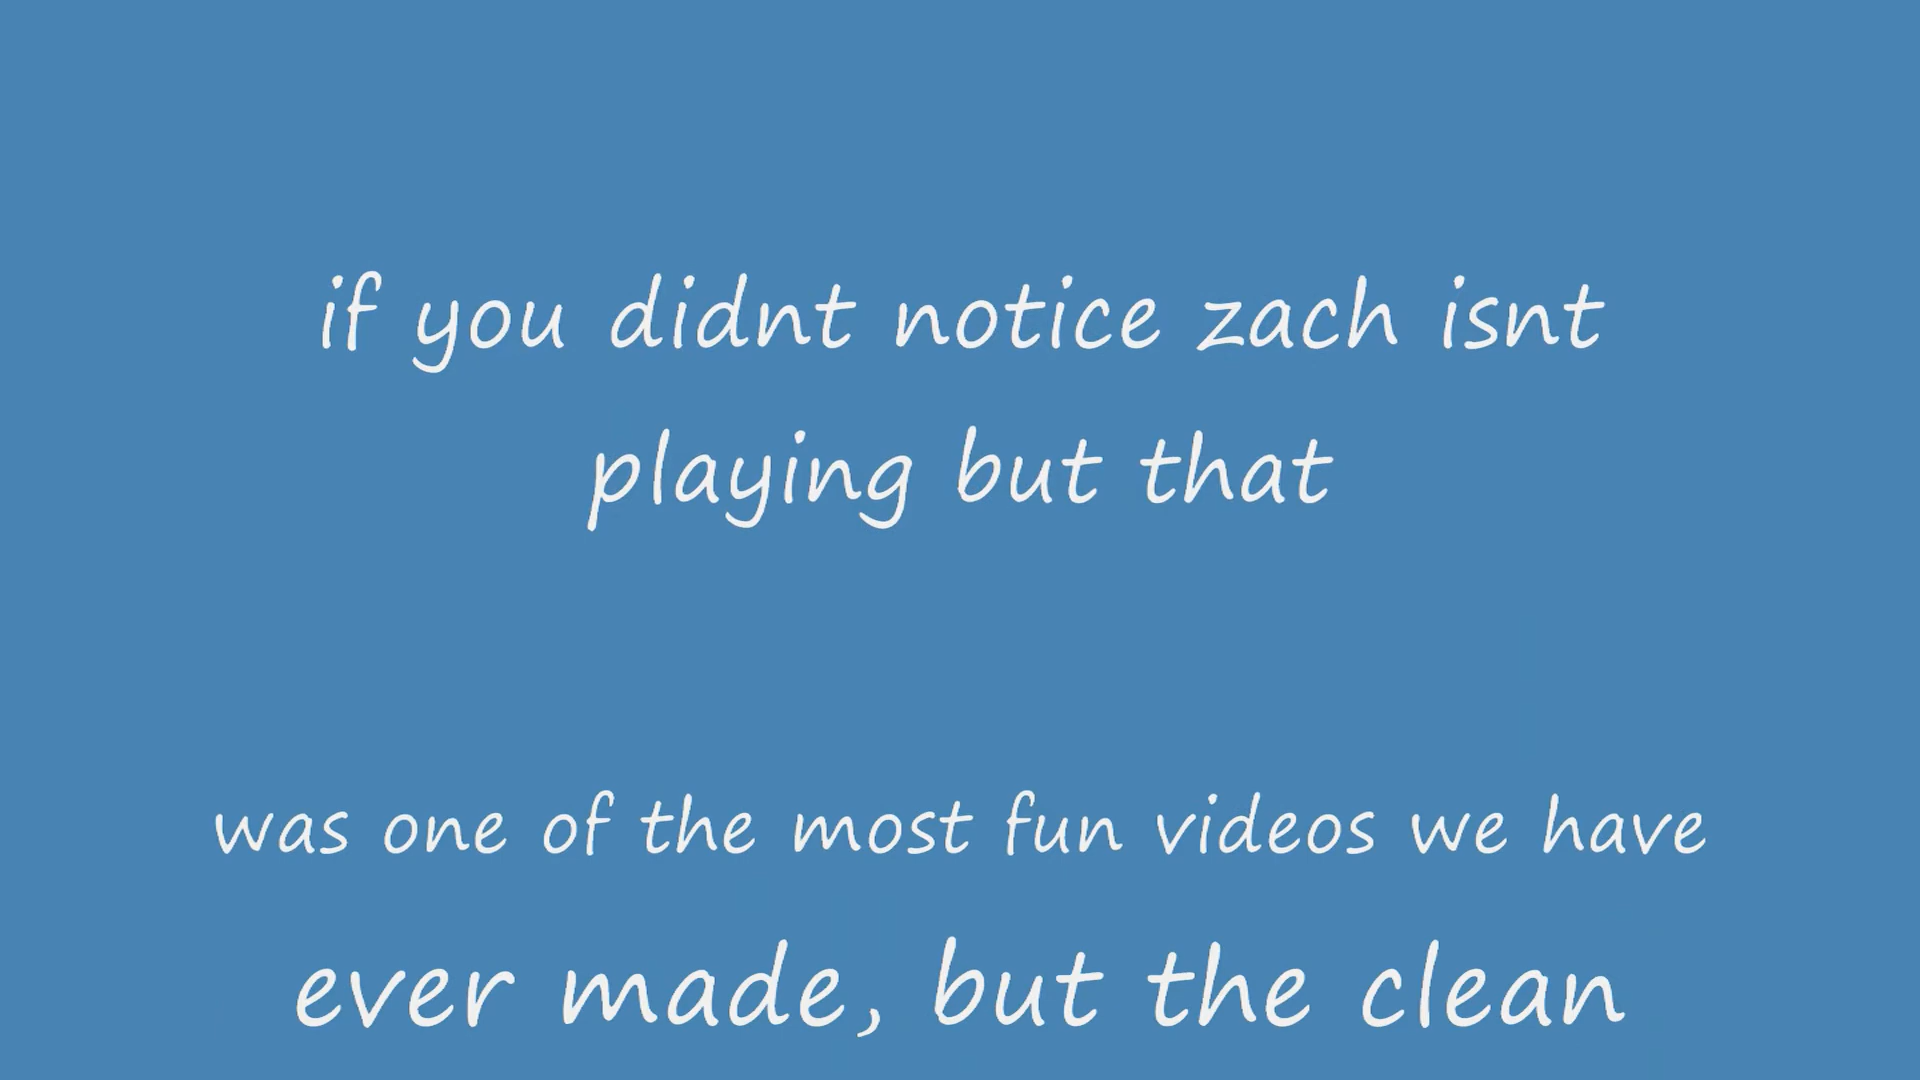 if you didnt notice zach isnt
playing but that
was one of the most fun videos we have
ever made, but the clean